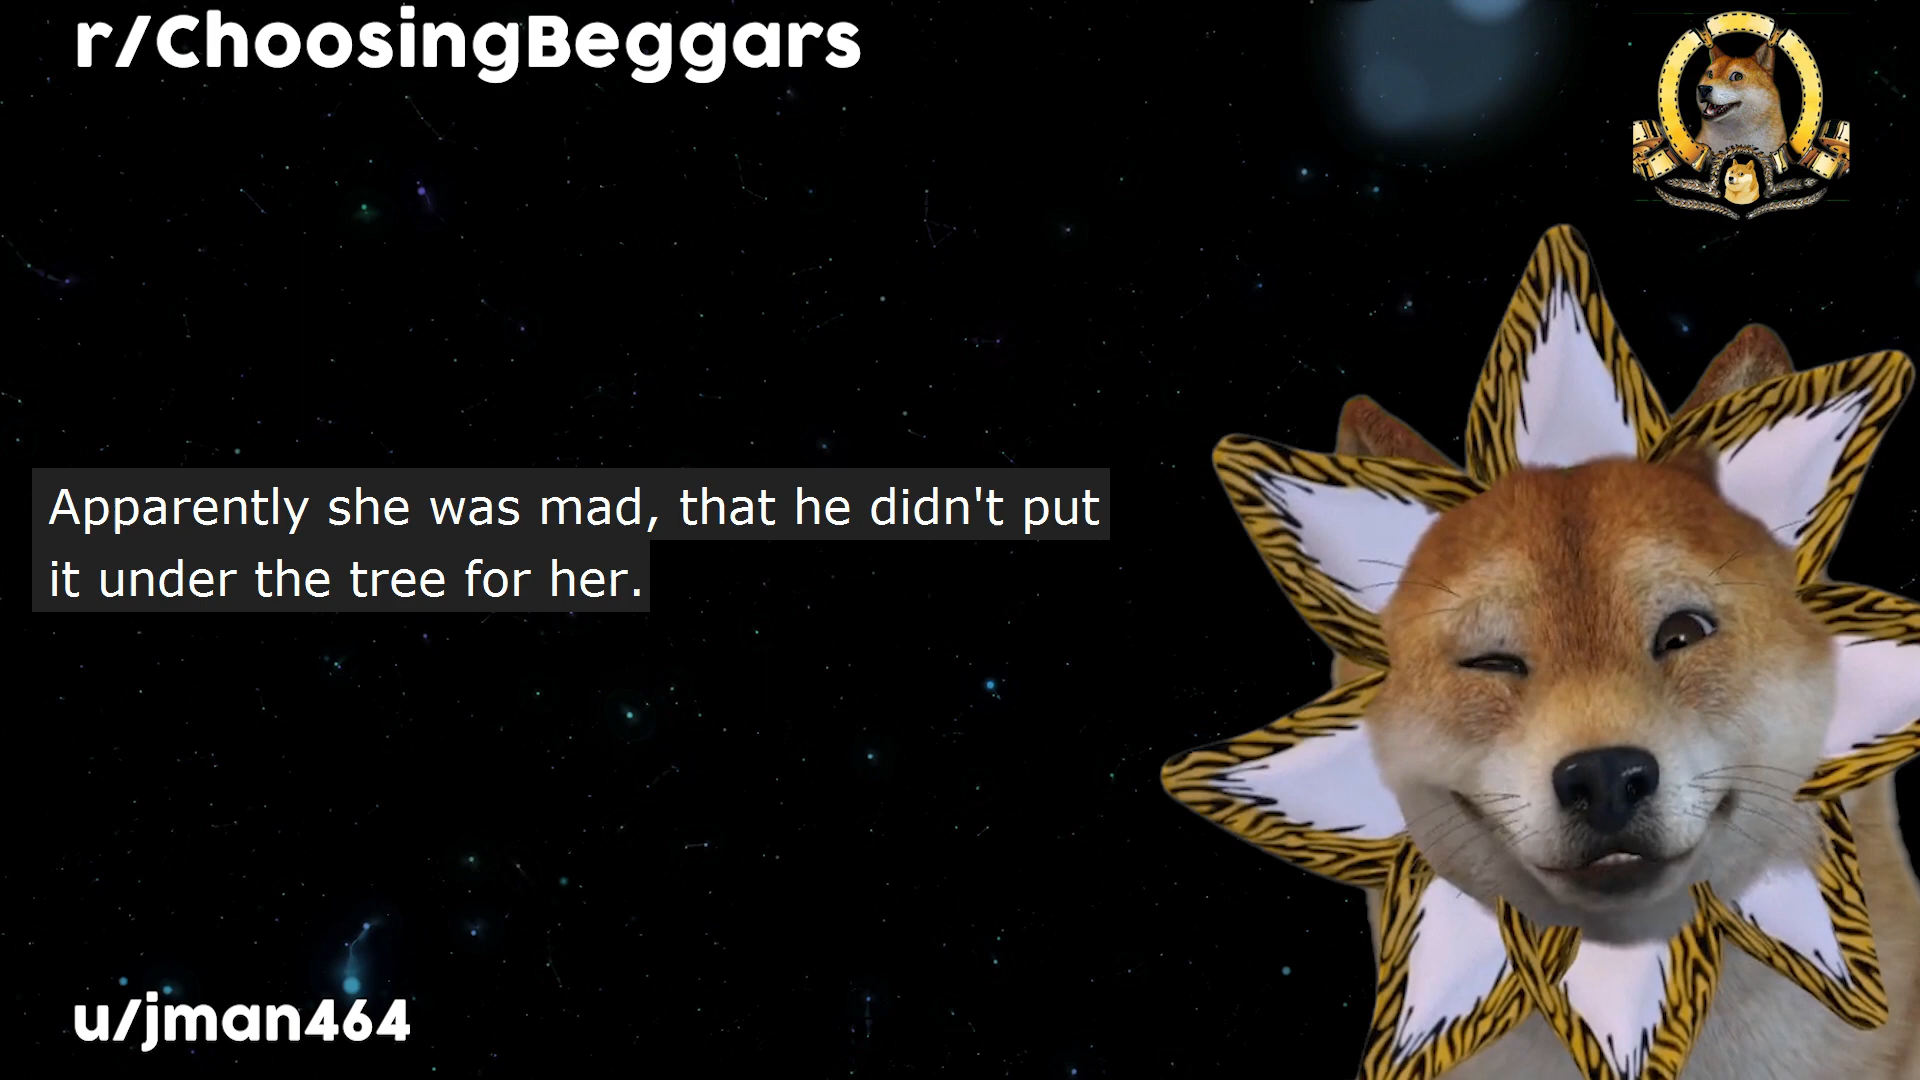 r/ChoosingBeggars
Apparently she was mad, that he didn't put
it under the tree for her.
u/jman464